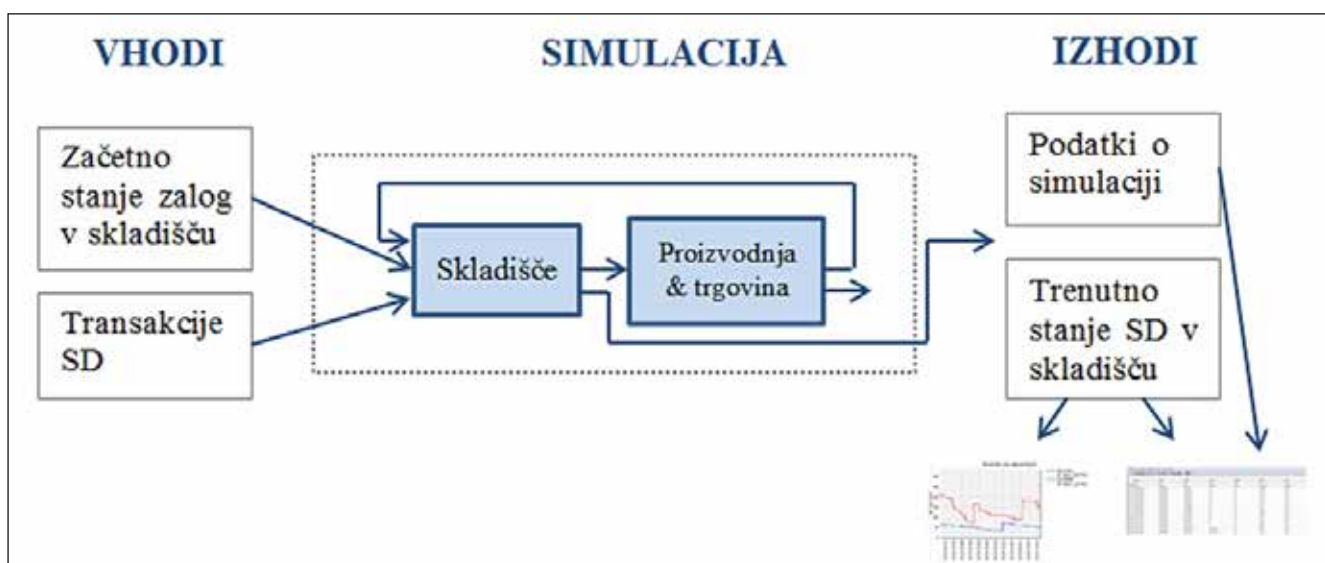 VHODI
SIMULACIJA
IZHODI
Začetno
stanje zalog
v skladišču
Transakcije
SD
Skladišče
Proizvodnja
& trgovina
Podatki o
simulaciji
Trenutno
stanje SD v
skladišču